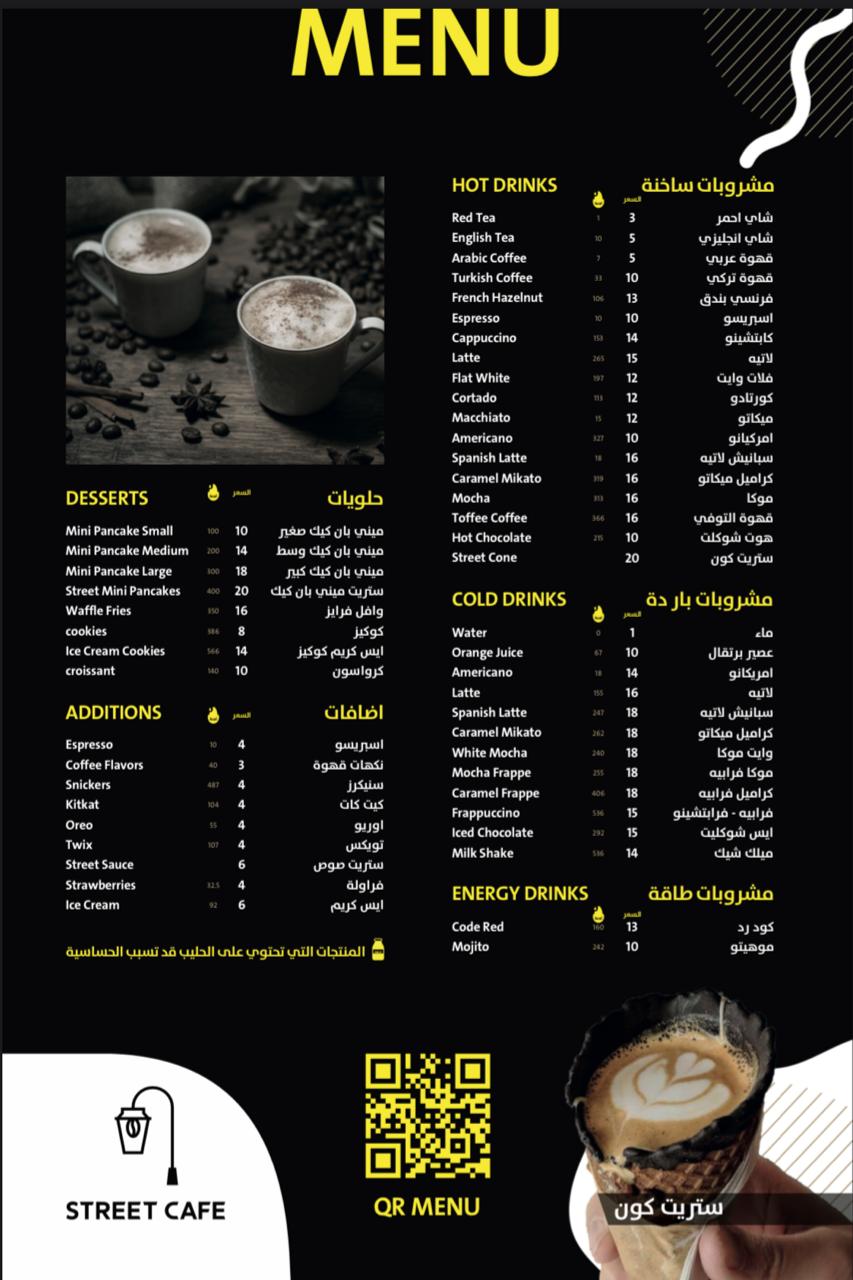 MENU
HOT DRINKS السعر مشروبات ساخنة
Red Tea 1 3 شاي احمر
English Tea 10 5 شاي انجليزي
Arabic Coffee 7 5 قهوة عربي
Turkish Coffee 33 10 قهوة تركي
French Hazelnut 106 13 فرنسي بندق
Espresso 10 10 اسبريسو
Cappuccino 153 14 كابتشينو
Latte 265 15 لاتيه
Flat White 197 12 فلات وايت
Cortado 113 12 كورتادو
Macchiato 15 12 ميكاتو
Americano 327 10 امركيانو
Spanish Latte 18 16 سبانيش لاتيه
Caramel Mikato 319 16 كراميل ميكاتو
Mocha 313 16 موكا
Toffee Coffee 366 16 قهوة التوفي
Hot Chocolate 215 10 هوت شوكلت
Street Cone 20 ستريت كون
COLD DRINKS السعر مشروبات بار دة
Water 0 1 ماء
Orange Juice 67 10 عصير برتقال
Americano 18 14 امريكانو
Latte 155 16 لاتيه
Spanish Latte 247 18 سبانيش لاتيه
Caramel Mikato 262 18 كراميل ميكاتو
White Mocha 240 18 وايت موكا
Mocha Frappe 255 18 موكا فرابيه
Caramel Frappe 406 18 كراميل فرابيه
Frappuccino 536 15 فرابيه - فرابتشينو
Iced Chocolate 292 15 ايس شوكليت
Milk Shake 536 14 ميلك شيك
ENERGY DRINKS السعر مشروبات طاقة
Code Red 160 13 كود رد
Mojito 242 10 موهيتو
DESSERTS السعر حلويات
Mini Pancake Small 100 10 ميني بان كيك صغير
Mini Pancake Medium 200 14 ميني بان كيك وسط
Mini Pancake Large 300 18 ميني بان كيك كبير
Street Mini Pancakes 400 20 ستريت ميني بان كيك
Waffle Fries 350 16 وافل فرايز
cookies 386 8 كوكيز
Ice Cream Cookies 566 14 ايس كريم كوكيز
croissant 140 10 كرواسون
ADDITIONS السعر اضافات
Espresso 10 4 اسبريسو
Coffee Flavors 40 3 نكهات قهوة
Snickers 487 4 سنيكرز
Kitkat 104 4 كيت كات
Oreo 55 4 اوريو
Twix 107 4 تويكس
Street Sauce 6 ستريت صوص
Strawberries 32.5 4 فراولة
Ice Cream 92 6 ايس كريم
المنتجات التي تحتوي على الحليب قد تسبب الحساسية
STREET CAFE
QR MENU
ستريت كون